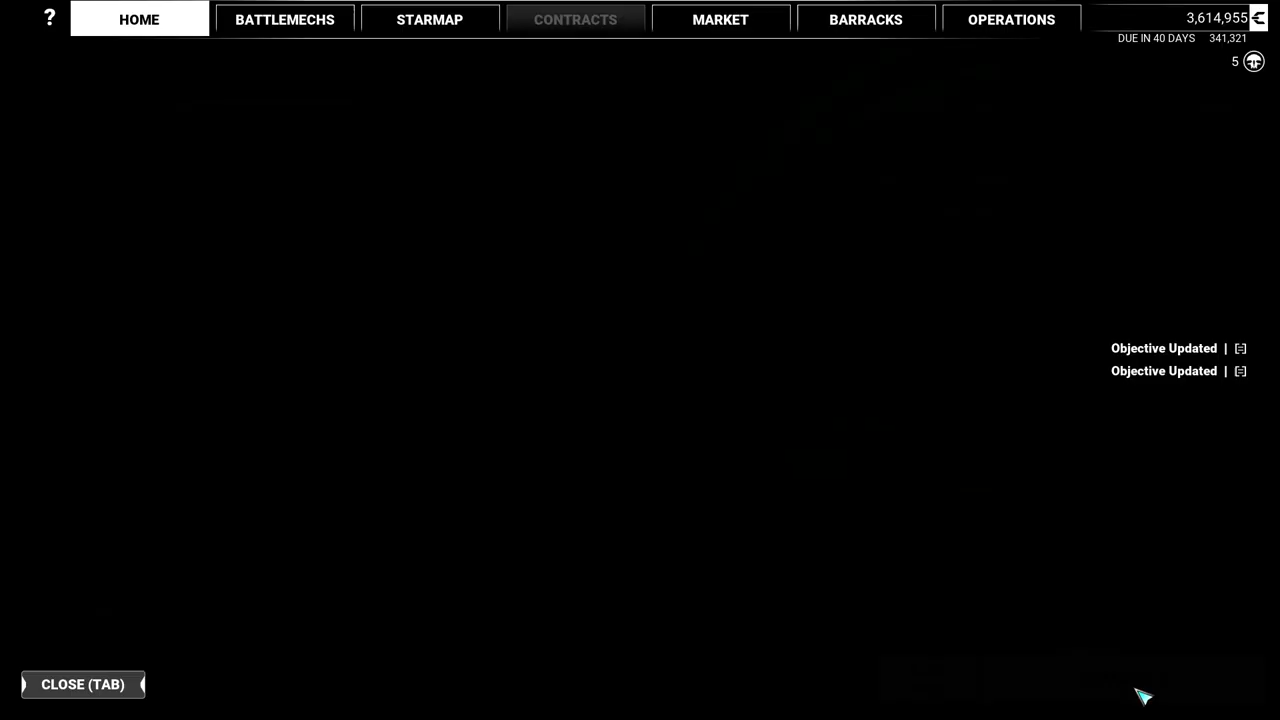 ? HOME BATTLEMECHS STARMAP CONTRACTS MARKET BARRACKS OPERATIONS 3,614,955
DUE IN 40 DAYS 341,321
5
Objective Updated |
Objective Updated |
CLOSE (TAB)